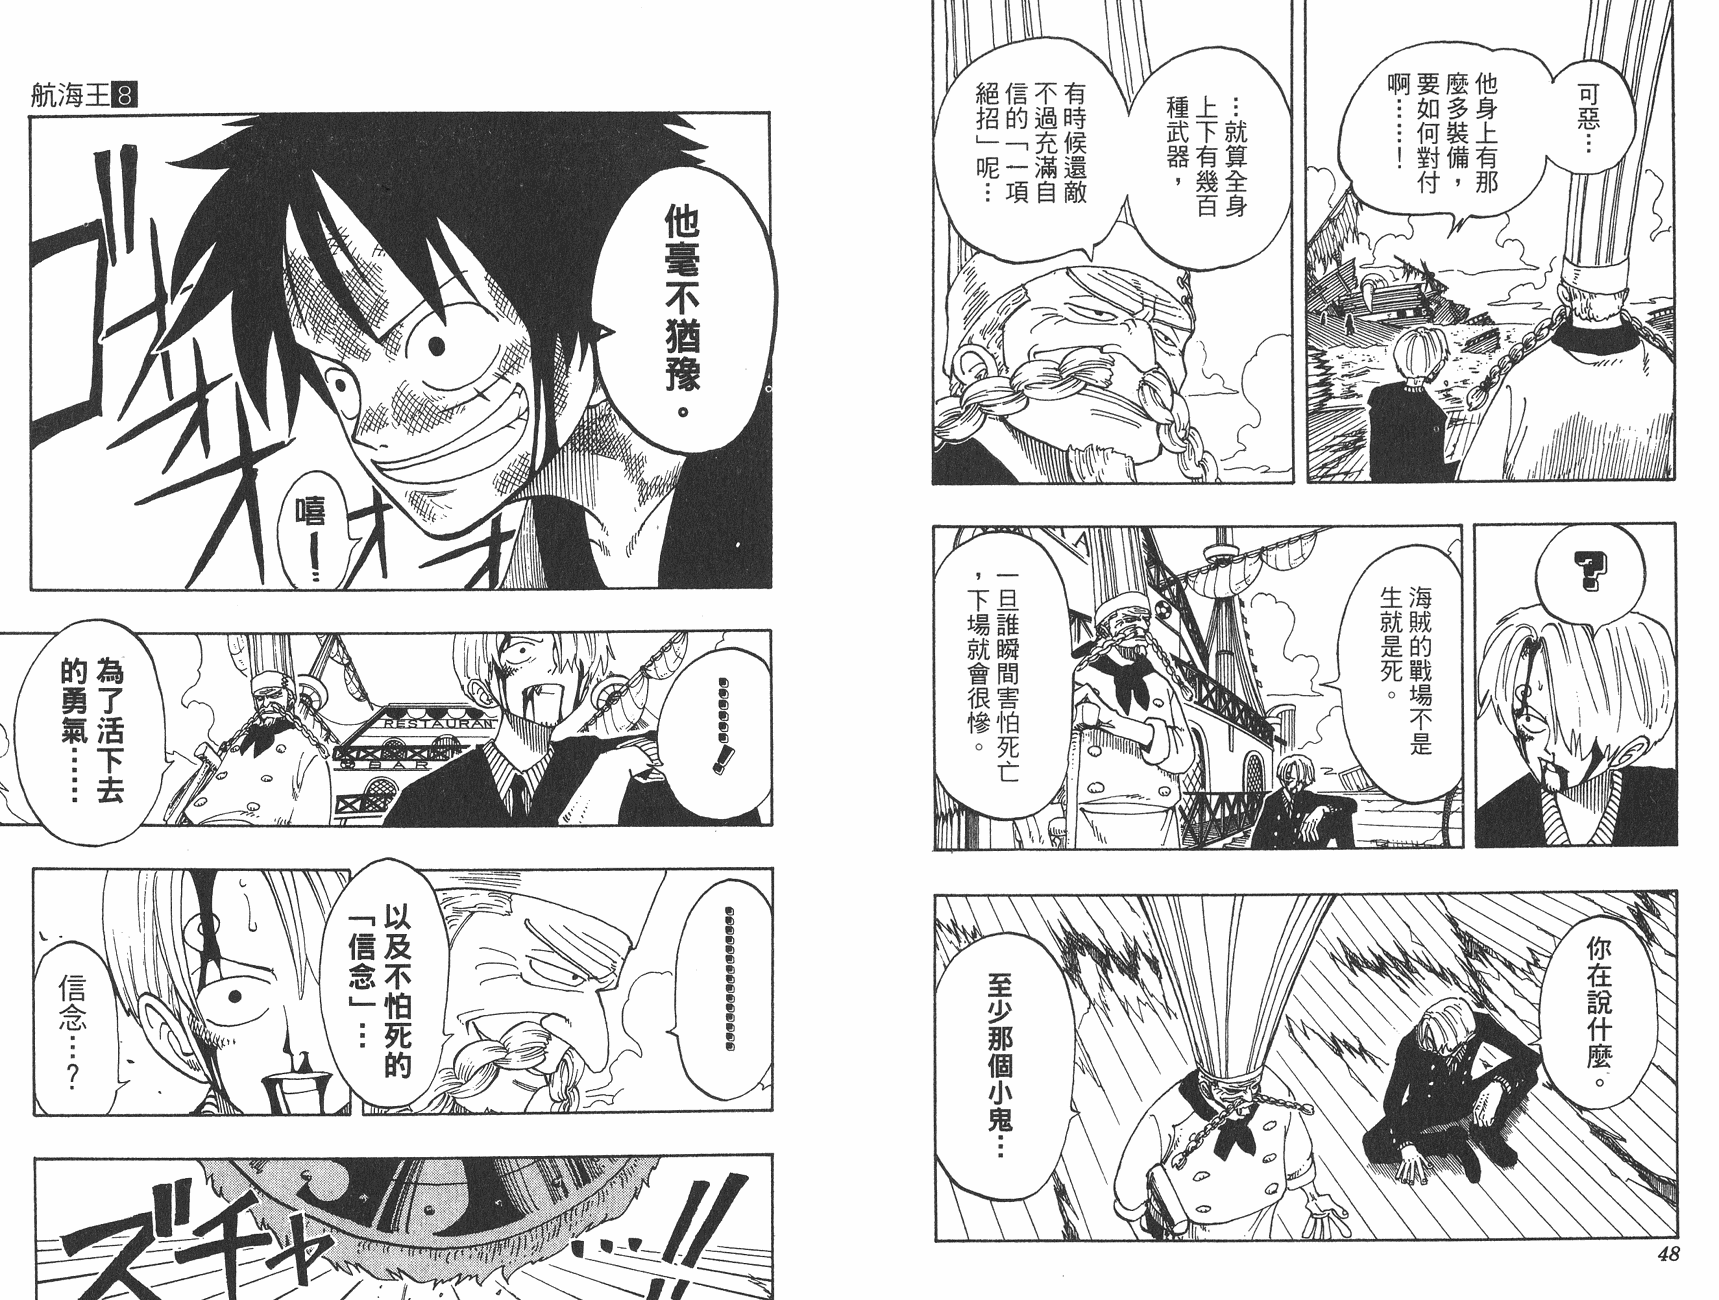 可惡…
他身上有那
麼多裝備，
要如何對付
啊……！
…就算全身
上下有幾百
種武器，
有時候還敵
不過充滿自
信的「一項
絕招」呢…
？
海賊的戰場不是
生就是死。
一旦誰瞬間害怕死亡
，下場就會很慘。
你在說什麼。
至少那個小鬼…
48
航海王8
他毫不猶豫。
嘻—!!
ゴオオオオ
……！
RESTAURANT
BAR
為了活下去
的勇氣……
…………
以及不怕死的
「信念」…
信念…？
ズチャ…!!